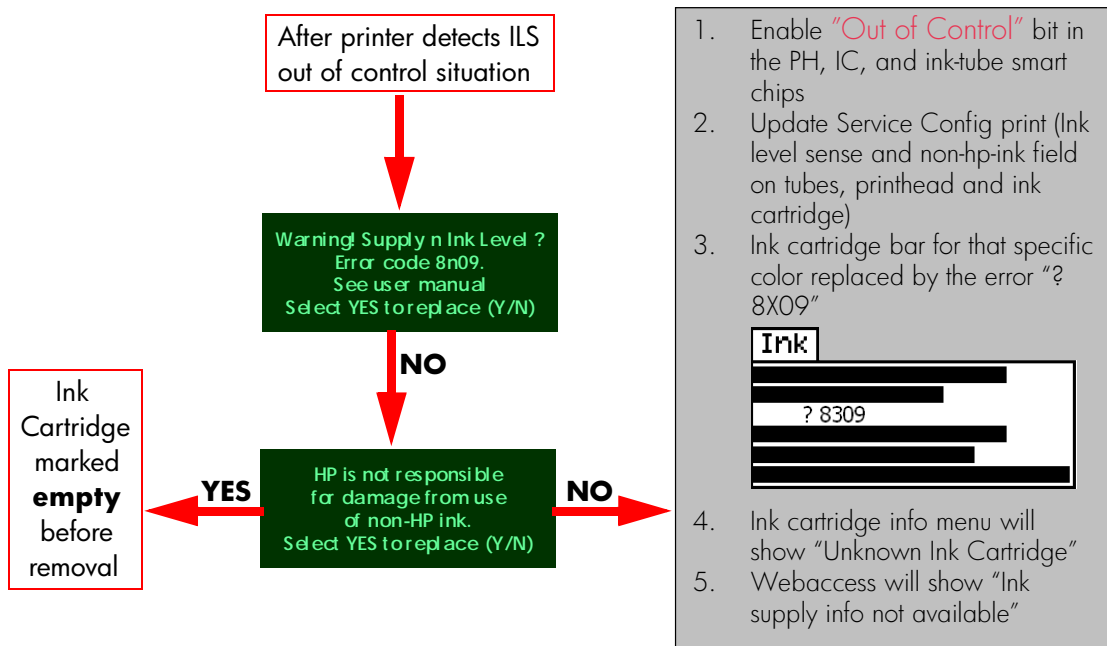 After printer detects ILS
out of control situation
Warning! Supply n Ink Level ?
Error code 8n09.
See user manual
Select YES to replace (Y/N)
NO
Ink
Cartridge
marked
empty
before
removal
YES
HP is not responsible
for damage from use
of non-HP ink.
Select YES to replace (Y/N)
NO
1. Enable "Out of Control" bit in
the PH, IC, and ink-tube smart
chips
2. Update Service Config print (Ink
level sense and non-hp-ink field
on tubes, printhead and ink
cartridge)
3. Ink cartridge bar for that specific
color replaced by the error “?
8X09”
Ink
? 8309
4. Ink cartridge info menu will
show “Unknown Ink Cartridge”
5. Webaccess will show “Ink
supply info not available”